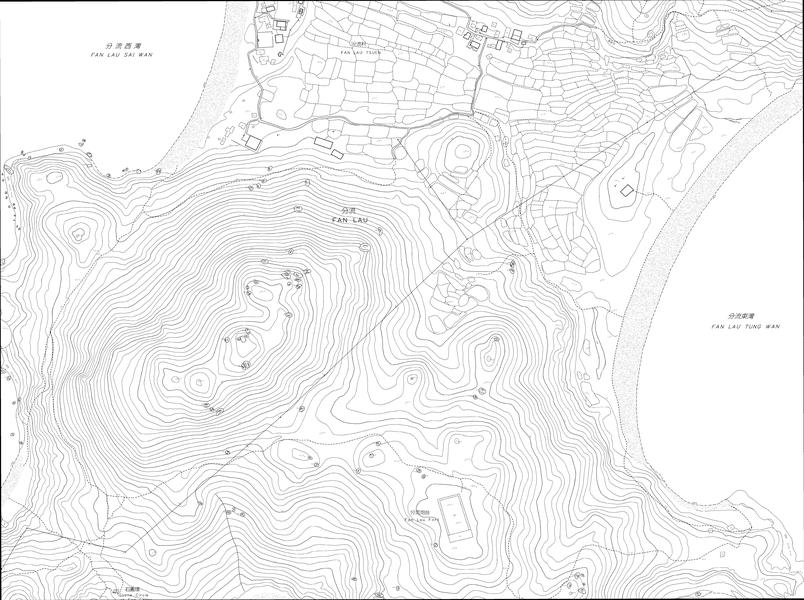 分流西灣
FAN LAU SAI WAN
分流村
FAN LAU TSUEN
分流
FAN LAU
分流東灣
FAN LAU TUNG WAN
分流炮台
Fan Lau Fort
石圓環
Stone Circle